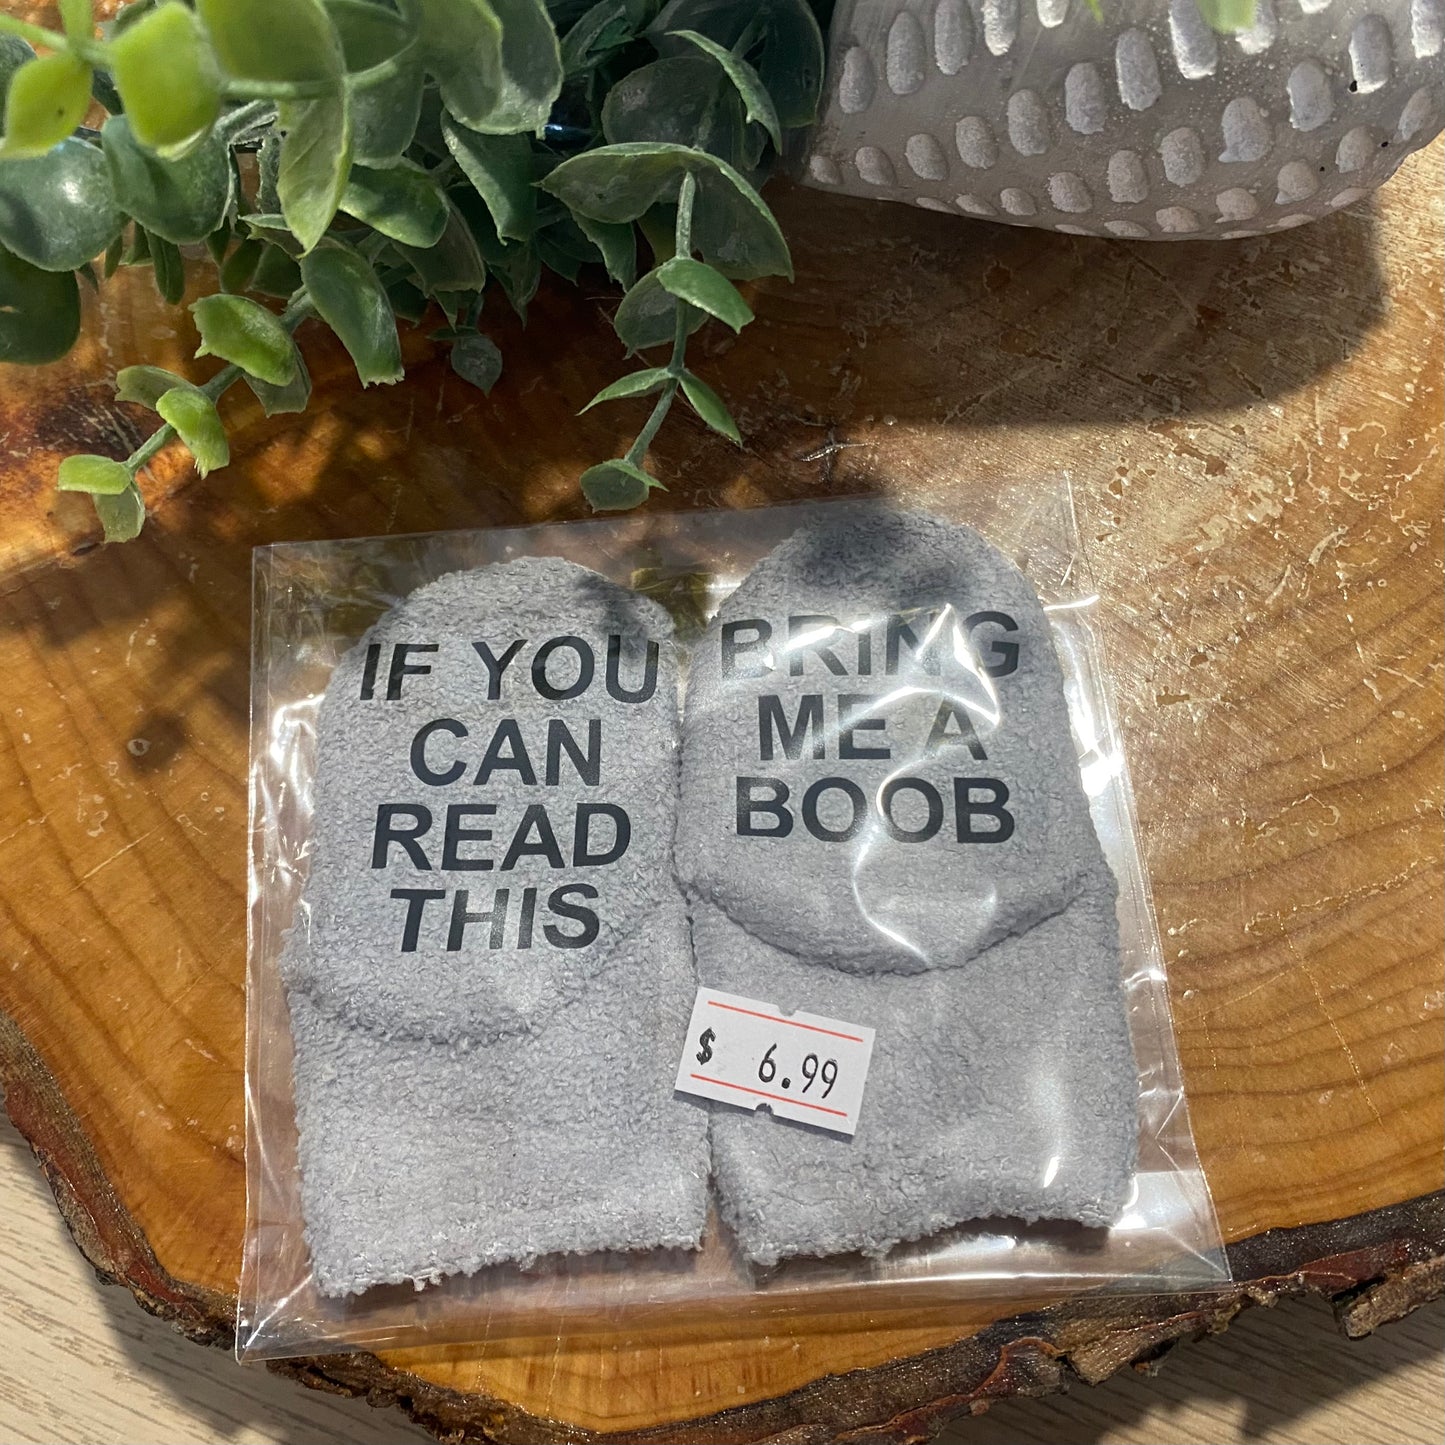 IF YOU
CAN
READ
THIS
BRING
ME A
BOOB
$ 6.99